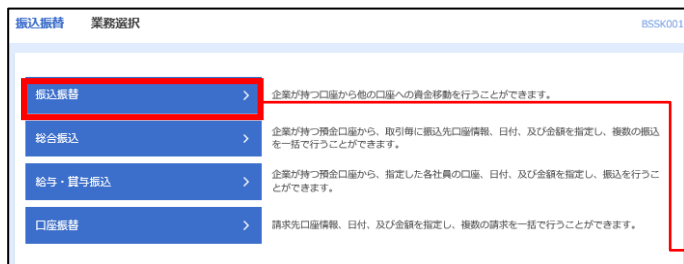 振込振替 業務選択 BSSK001
振込振替 企業が持つ口座から他の口座への資金移動を行うことができます。
総合振込 企業が持つ預金口座から、取引毎に振込先口座情報、日付、及び金額を指定し、複数の振込
を一括で行うことができます。
給与・賞与振込 企業が持つ預金口座から、指定した各社員の口座、日付、及び金額を指定し、振込を行うこ
とができます。
口座振替 請求先口座情報、日付、及び金額を指定し、複数の請求を一括で行うことができます。